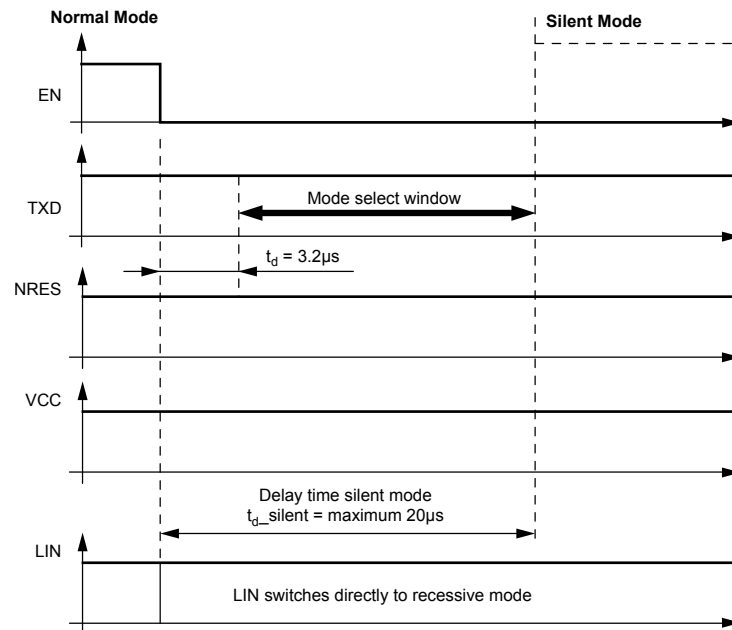 Normal Mode
Silent Mode
EN
TXD
Mode select window
t_d = 3.2µs
NRES
VCC
Delay time silent mode
t_d_silent = maximum 20µs
LIN
LIN switches directly to recessive mode